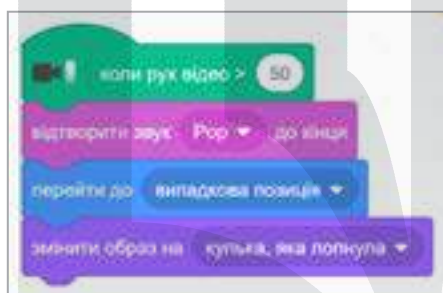 коли рух відео > 50
відтворити звук Pop до кінця
перейти до випадкова позиція
змінити образ на кулька, яка лопнула